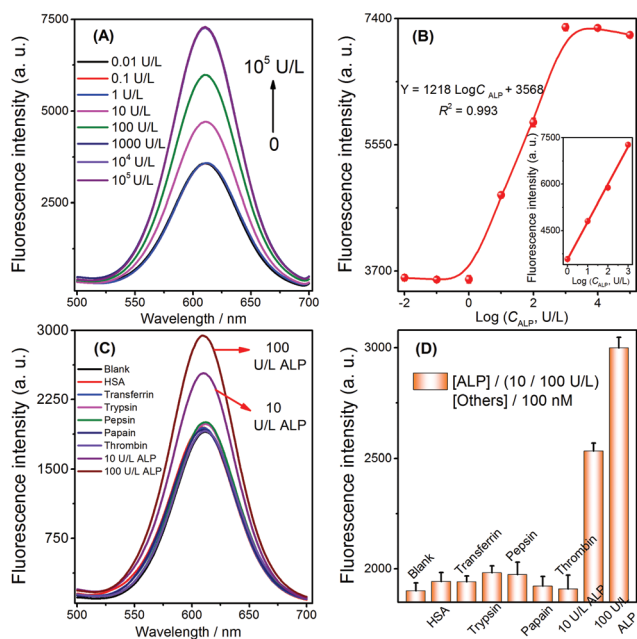 (A)
7500
5000
2500
0
Fluorescence intensity (a. u.)
0.01 U/L
0.1 U/L
1 U/L
10 U/L
100 U/L
1000 U/L
10⁴ U/L
10⁵ U/L
10⁵ U/L
0
500 550 600 650 700
Wavelength / nm
(B)
7400
5550
3700
Fluorescence intensity (a. u.)
Y = 1218 LogC ALP + 3568
R² = 0.993
7500
6000
4500
Fluorescence intensity (a. u.)
0 1 2 3
Log (C ALP, U/L)
-2 -1 0 1 2 3 4 5
Log (C ALP, U/L)
(C)
3000
2250
1500
750
Fluorescence intensity (a. u.)
Blank
HSA
Transferrin
Trypsin
Pepsin
Papain
Thrombin
10 U/L ALP
100 U/L ALP
100
U/L ALP
10
U/L ALP
500 550 600 650 700
Wavelength / nm
(D)
3000
2500
2000
Fluorescence intensity (a. u.)
[ALP] / (10 / 100 U/L)
[Others] / 100 nM
Blank
HSA
Transferrin
Trypsin
Pepsin
Papain
Thrombin
10 U/L ALP
100 U/L
ALP